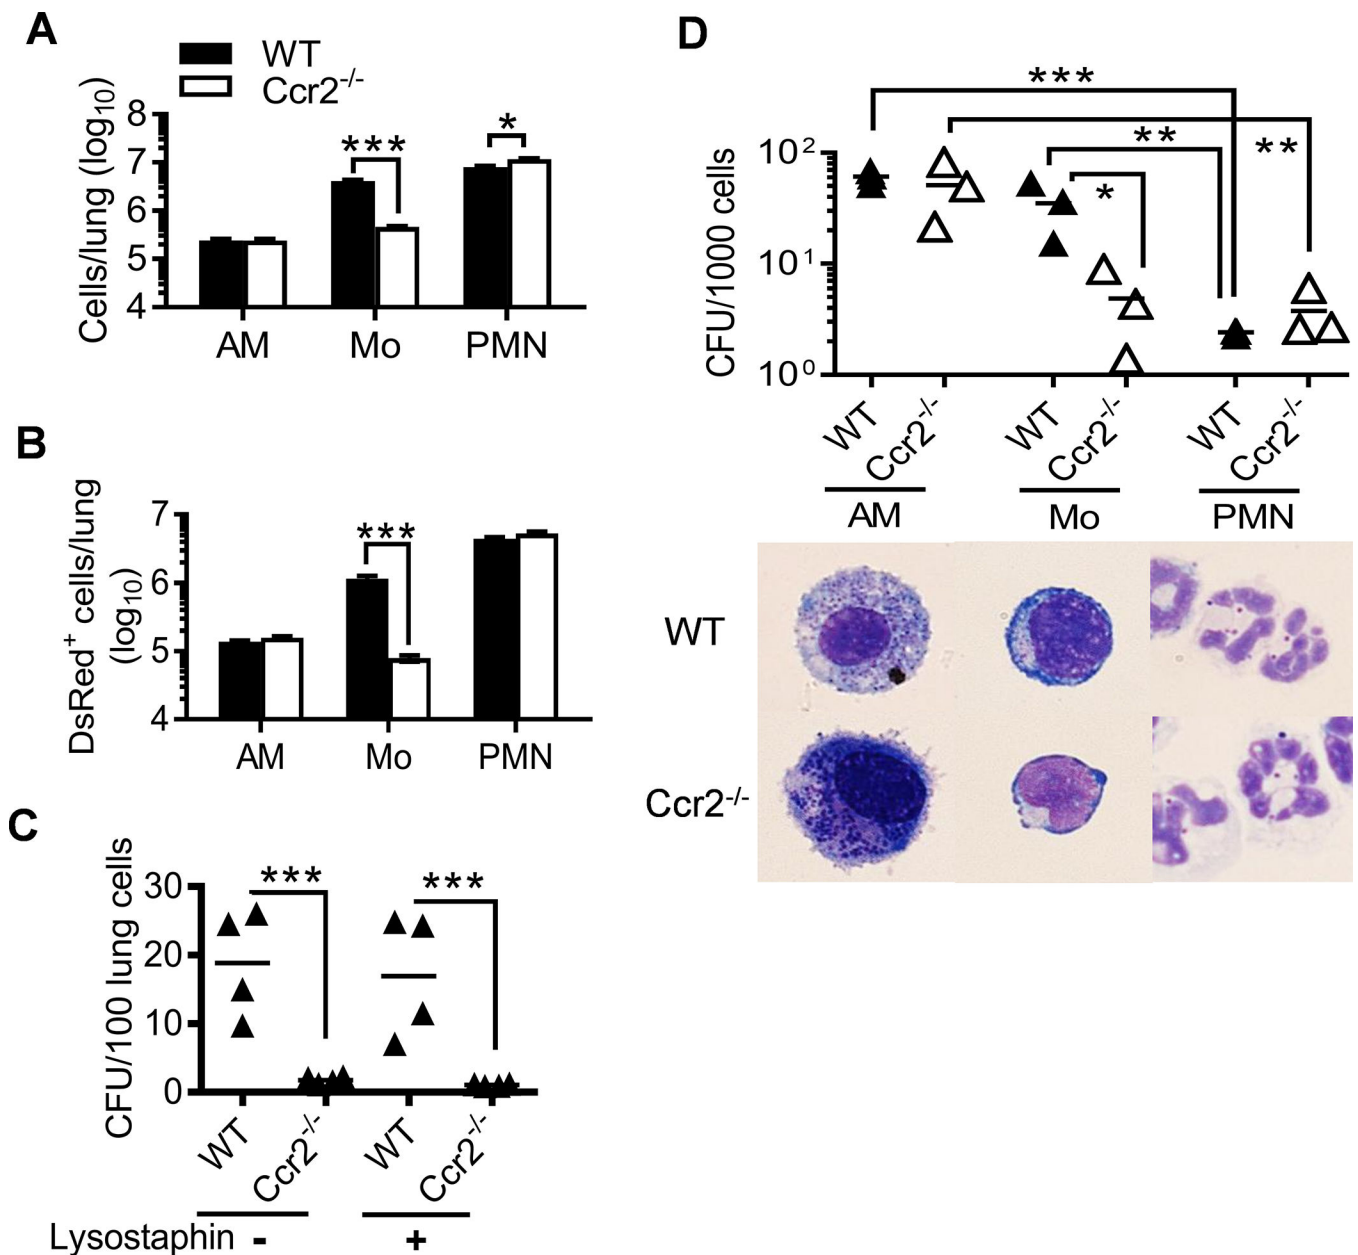 A
WT
Ccr2-/-
Cells/lung (log10)
8
7
6
5
4
***
*
AM Mo PMN
B
DsRed+ cells/lung
(log10)
7
6
5
4
***
AM Mo PMN
C
CFU/100 lung cells
30
20
10
0
*** ***
WT Ccr2-/- WT Ccr2-/-
Lysostaphin - +
D
CFU/1000 cells
10²
10¹
10⁰
***
**
**
*
WT Ccr2-/- WT Ccr2-/- WT Ccr2-/-
AM Mo PMN
WT
Ccr2-/-